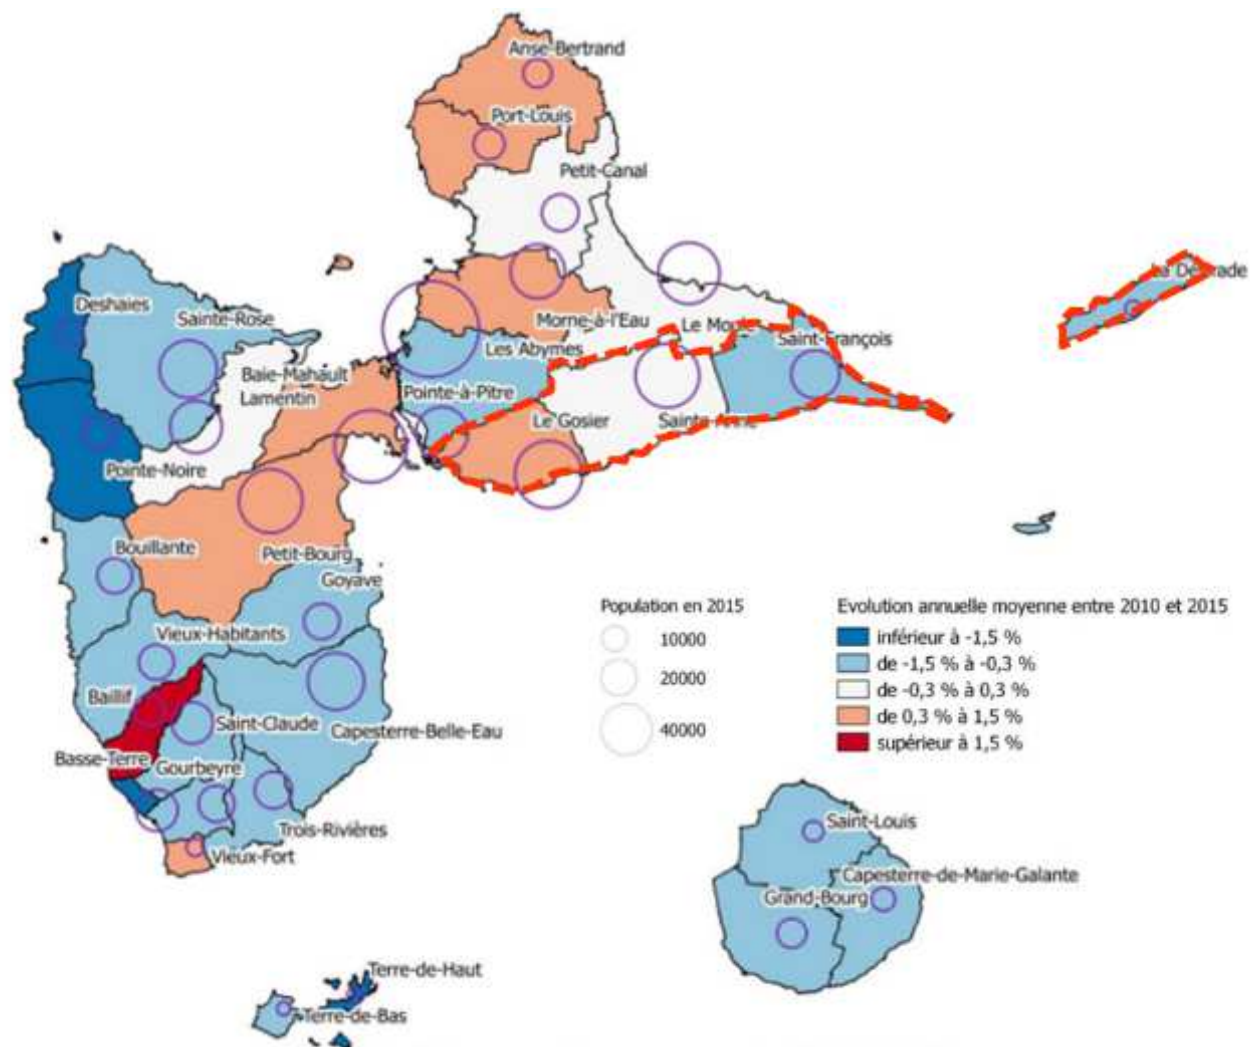 Anse-Bertrand
Port-Louis
Petit-Canal
Deshaies
Sainte-Rose
Morne-à-l'Eau
Le Moule
La Désirade
Saint-François
Les Abymes
Baie-Mahault
Lamentin
Pointe-à-Pitre
Le Gosier
Sainte-Anne
Pointe-Noire
Bouillante
Petit-Bourg
Goyave
Population en 2015
10000
20000
40000
Evolution annuelle moyenne entre 2010 et 2015
inférieur à -1,5 %
de -1,5 % à -0,3 %
de -0,3 % à 0,3 %
de 0,3 % à 1,5 %
supérieur à 1,5 %
Vieux-Habitants
Baillif
Saint-Claude
Capesterre-Belle-Eau
Basse-Terre
Gourbeyre
Trois-Rivières
Vieux-Fort
Saint-Louis
Capesterre-de-Marie-Galante
Grand-Bourg
Terre-de-Haut
Terre-de-Bas